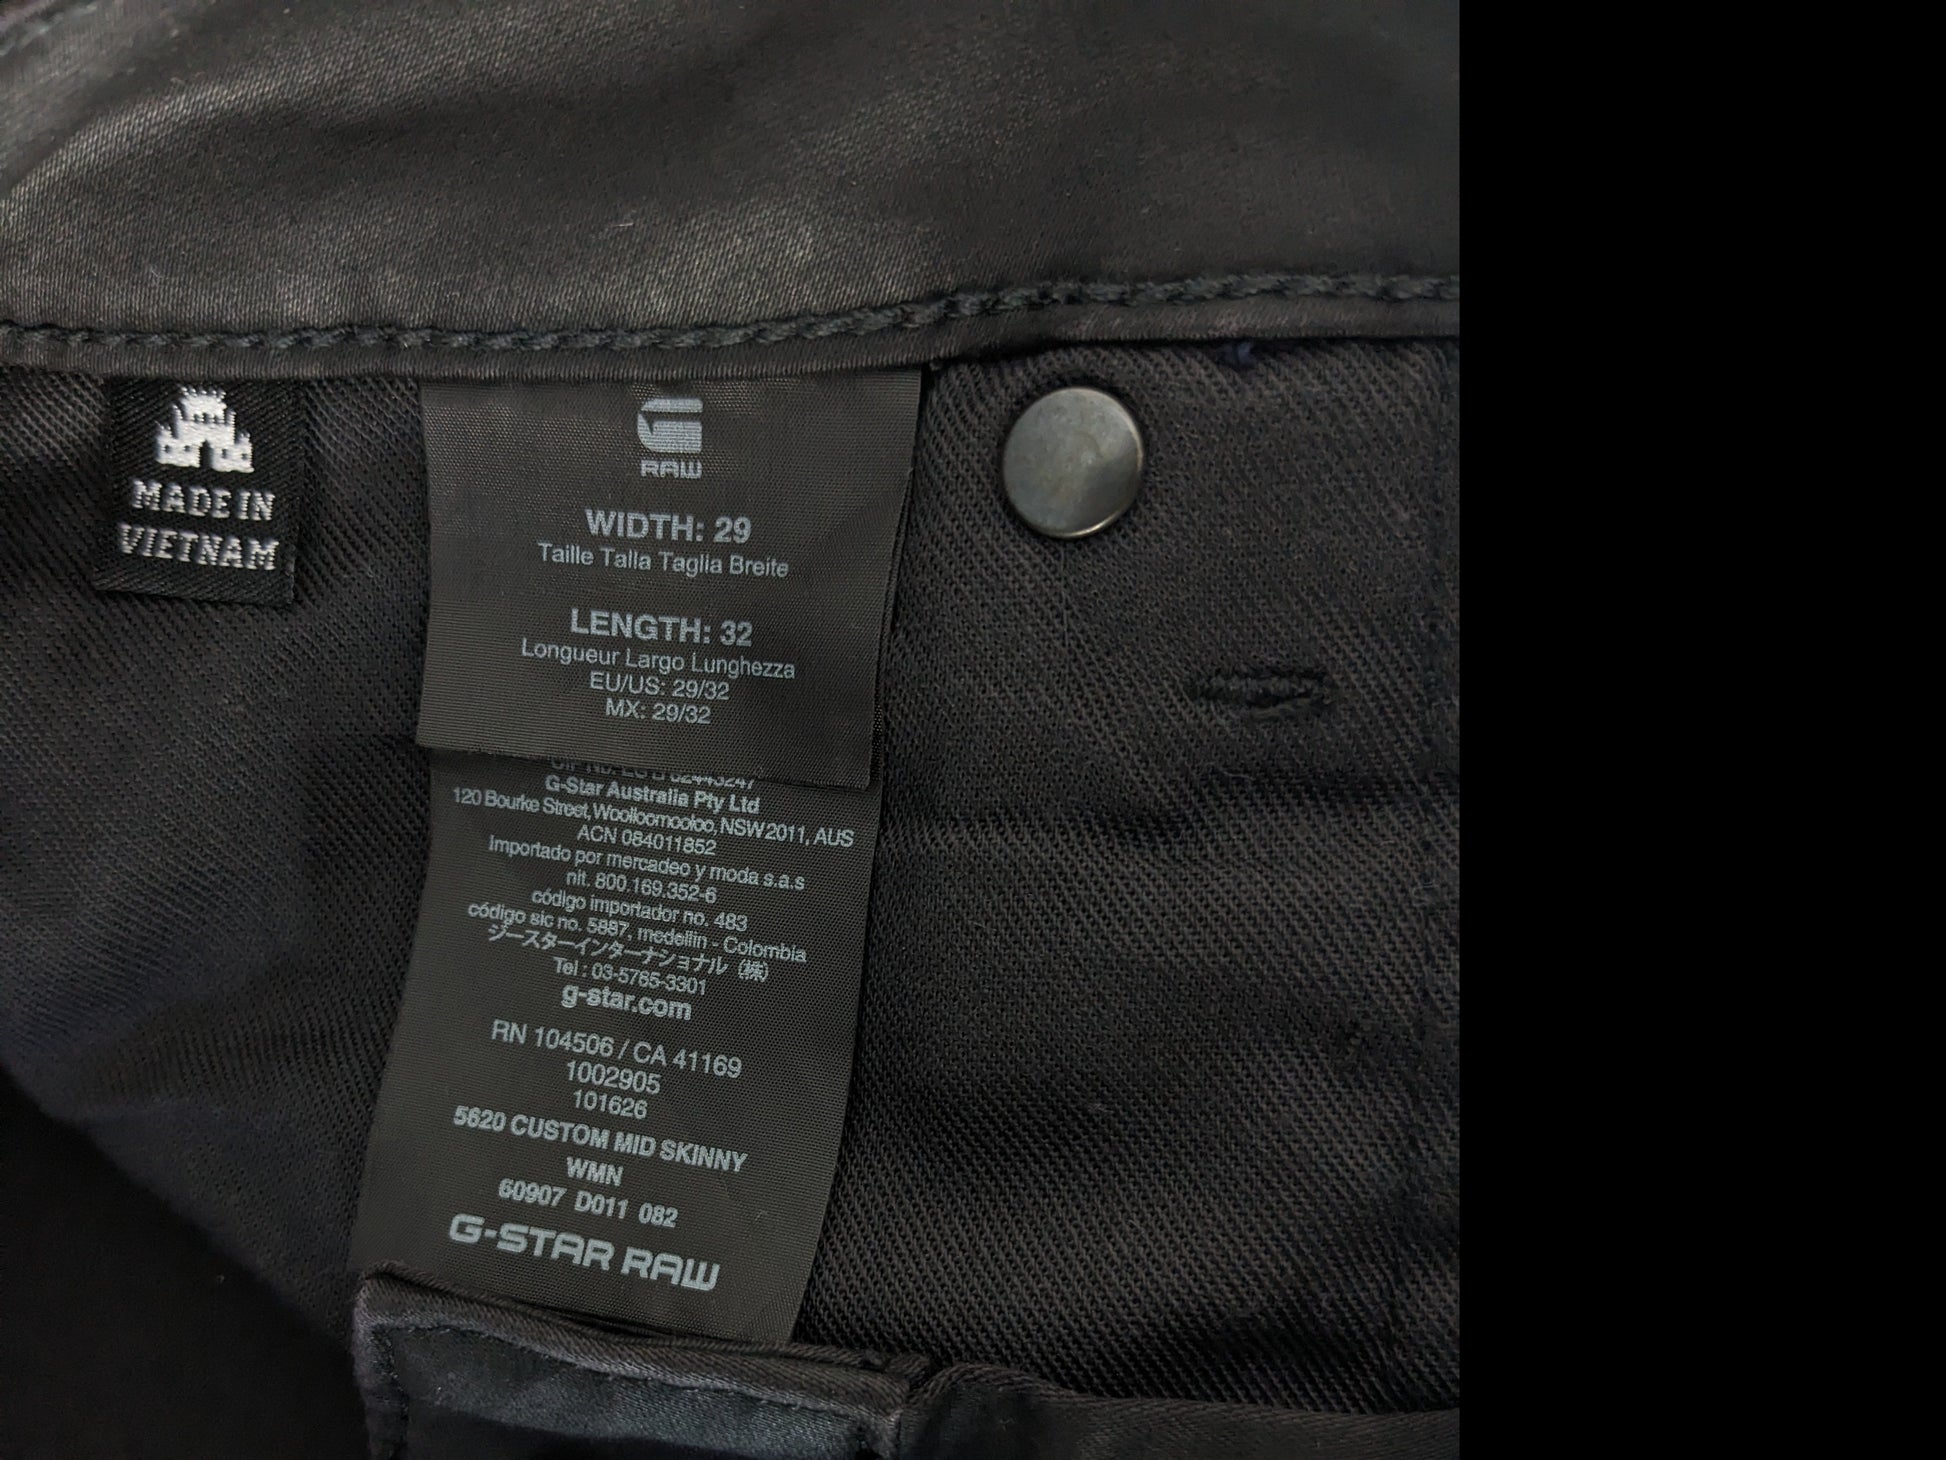 MADE IN
VIETNAM
RAW
WIDTH: 29
Taille Talla Taglia Breite
LENGTH: 32
Longueur Largo Lunghezza
EU/US: 29/32
MX: 29/32
G-Star Australia Pty Ltd
120 Bourke Street, Woolloomooloo, NSW 2011, AUS
ACN 084011852
Importado por mercadeo y moda s.a.s
nit. 800.169.352-6
código importador no. 483
código sic no. 5887, medellin - Colombia
ジースターインターナショナル（株）
Tel : 03-5765-3301
g-star.com
RN 104506 / CA 41169
1002905
101626
5620 CUSTOM MID SKINNY
WMN
60907 D011 082
G-STAR RAW